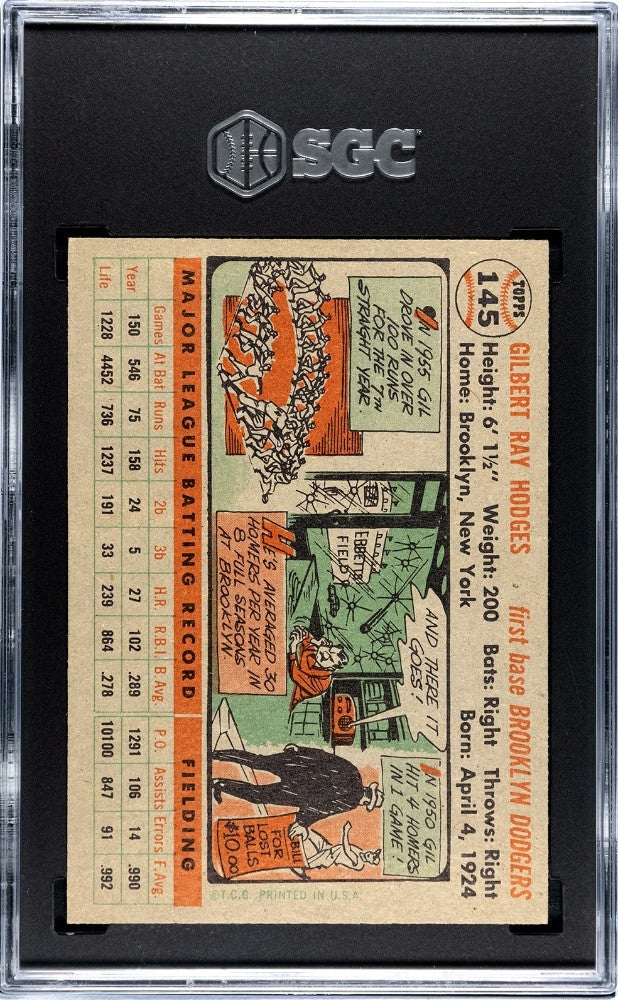 SGC
TOPPS
145
GILBERT RAY HODGES first base BROOKLYN DODGERS
Height: 6' 1½" Weight: 200 Bats: Right Throws: Right
Home: Brooklyn, New York Born: April 4, 1924
IN 1955 GIL
DROVE IN OVER
100 RUNS
FOR THE 7TH
STRAIGHT YEAR.
EBBETS
FIELD
HE'S AVERAGED 30
HOMERS PER YEAR IN
8 FULL SEASONS
AT BROOKLYN
AND THERE IT
GOES!
IN 1950 GIL
HIT 4 HOMERS
IN 1 GAME!
BILL
FOR
LOST
BALLS
$10.00
©T.C.G. PRINTED IN U.S.A.
MAJOR LEAGUE BATTING RECORD FIELDING
Games At Bat Runs Hits 2b 3b H.R. R.B.I. B.Avg. P.O. Assists Errors F.Avg.
Year 150 546 75 158 24 5 27 102 .289 1291 106 14 .990
Life 1228 4452 736 1237 191 33 239 864 .278 10100 847 91 .992